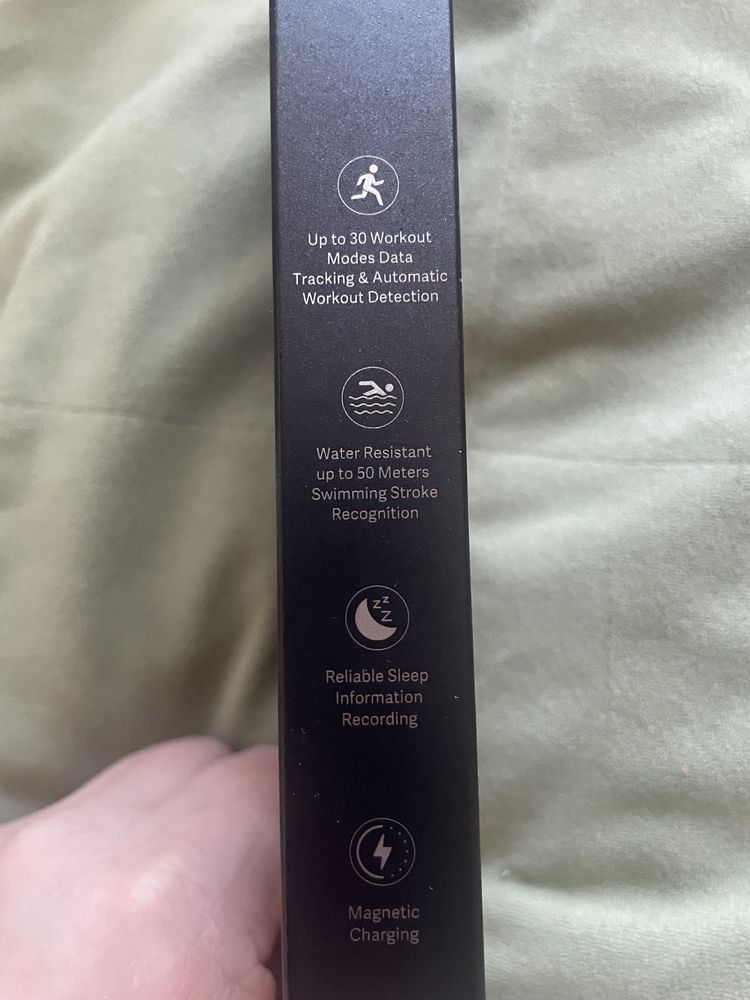 Up to 30 Workout
Modes Data
Tracking & Automatic
Workout Detection
Water Resistant
up to 50 Meters
Swimming Stroke
Recognition
zzZ
Reliable Sleep
Information
Recording
Magnetic
Charging